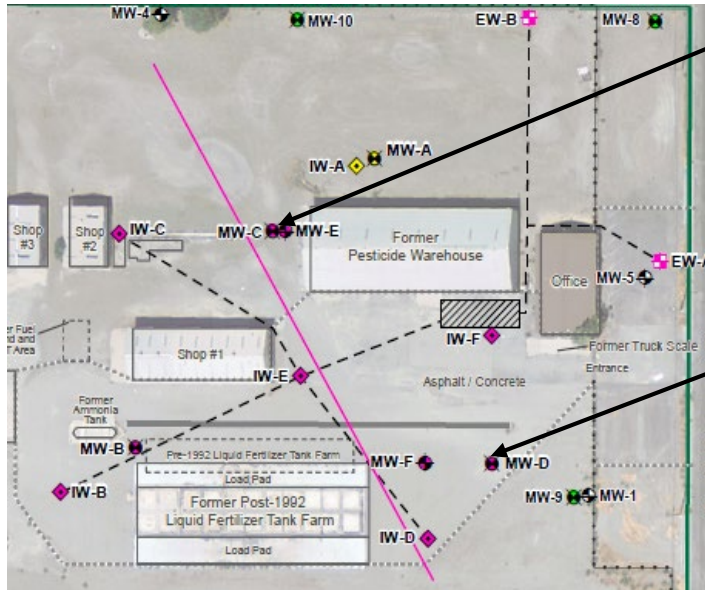 MW-4
MW-10
EW-B
MW-8
MW-A
IW-A
IW-C
MW-C
MW-E
Shop
#3
Shop
#2
Former
Pesticide Warehouse
Office
MW-5
EW-A
IW-F
Former Truck Scale
Shop #1
Entrance
IW-E
Asphalt / Concrete
Former
Ammonia
Tank
MW-B
Pre-1992 Liquid Fertilizer Tank Farm
MW-F
MW-D
Load Pad
IW-B
Former Post-1992
Liquid Fertilizer Tank Farm
MW-9
MW-1
IW-D
Load Pad